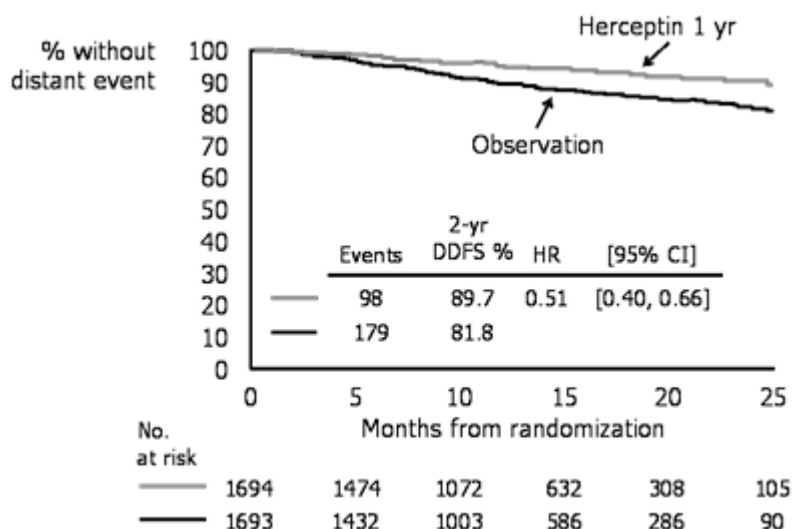 Herceptin 1 yr
% without
distant event
100
90
80
70
60
50
40
30
20
10
0
Observation
2-yr
Events DDFS % HR [95% CI]
98 89.7 0.51 [0.40, 0.66]
179 81.8
0 5 10 15 20 25
Months from randomization
No.
at risk
1694 1474 1072 632 308 105
1693 1432 1003 586 286 90